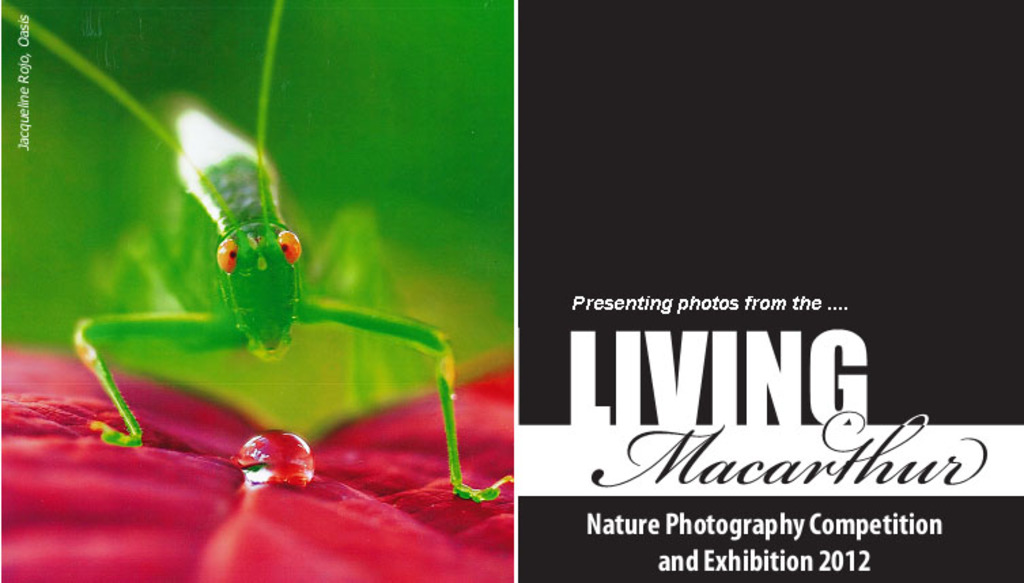 Jacqueline Rojo, Oasis
Presenting photos from the ....
LIVING
Macarthur
Nature Photography Competition
and Exhibition 2012